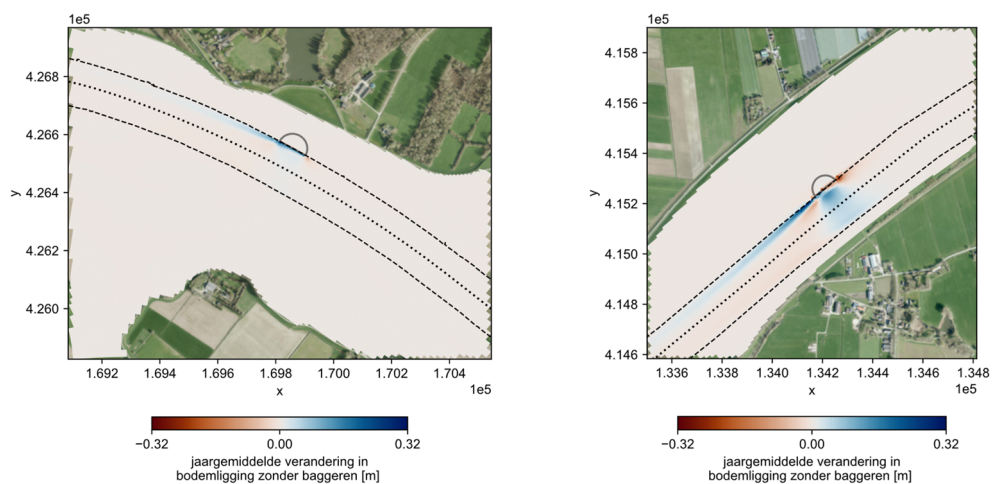 1e5
4.268
4.266
4.264
4.262
4.260
y
1.692 1.694 1.696 1.698 1.700 1.702 1.704
x
1e5
−0.32 0.00 0.32
jaargemiddelde verandering in
bodemligging zonder baggeren [m]
1e5
4.158
4.156
4.154
4.152
4.150
4.148
4.146
y
1.336 1.338 1.340 1.342 1.344 1.346 1.348
x
1e5
−0.32 0.00 0.32
jaargemiddelde verandering in
bodemligging zonder baggeren [m]